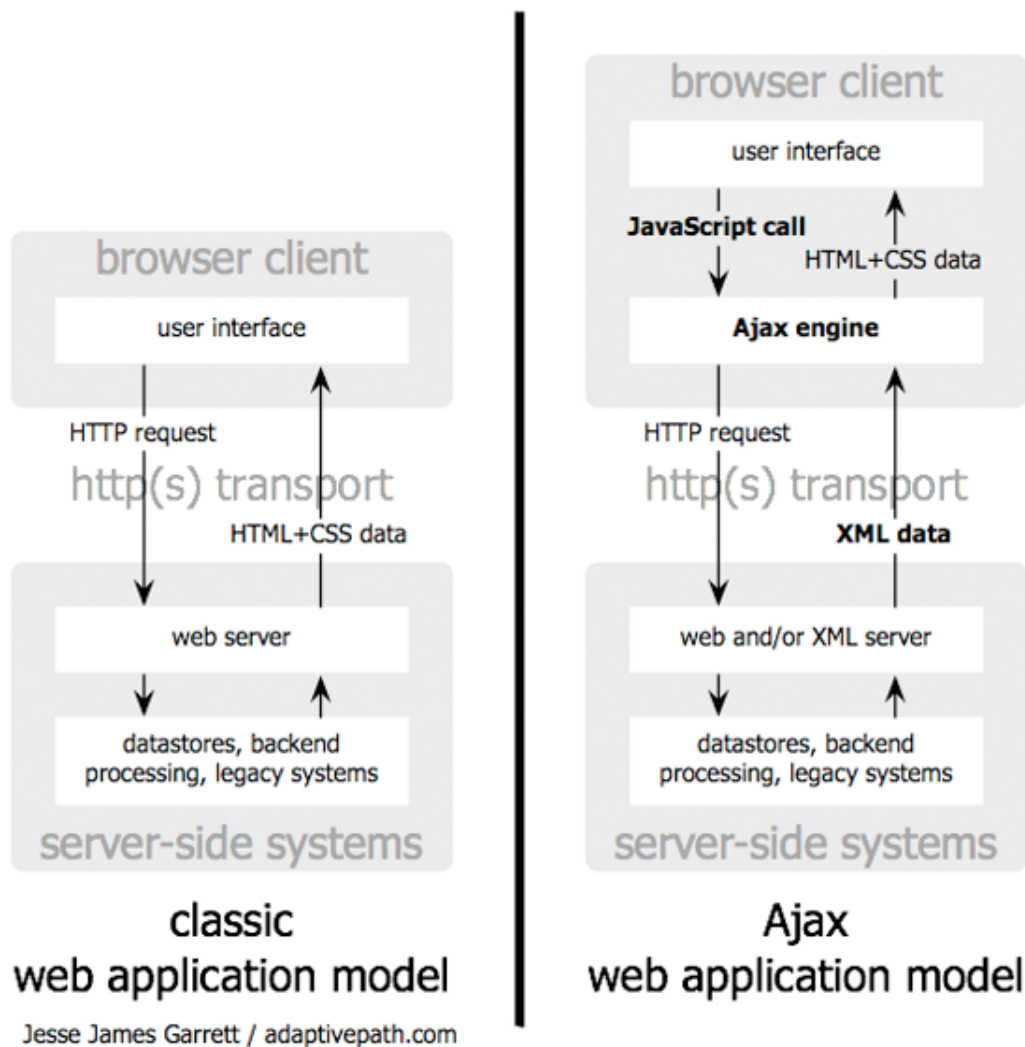 browser client
user interface
HTTP request
http(s) transport
HTML+CSS data
web server
datastores, backend
processing, legacy systems
server-side systems
classic
web application model
Jesse James Garrett / adaptivepath.com
browser client
user interface
JavaScript call
HTML+CSS data
Ajax engine
HTTP request
http(s) transport
XML data
web and/or XML server
datastores, backend
processing, legacy systems
server-side systems
Ajax
web application model